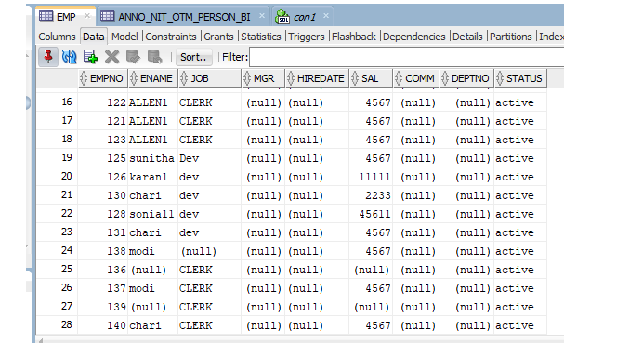 EMP ANNO_NIT_OTM_PERSON_BI con1
Columns Data Model Constraints Grants Statistics Triggers Flashback Dependencies Details Partitions Index
Sort.. Filter:
EMPNO ENAME JOB MGR HIREDATE SAL COMM DEPTNO STATUS
16 122 ALLEN1 CLERK (null) (null) 4567 (null) (null) active
17 121 ALLEN1 CLERK (null) (null) 4567 (null) (null) active
18 123 ALLEN1 CLERK (null) (null) 4567 (null) (null) active
19 125 sunitha Dev (null) (null) 4567 (null) (null) active
20 126 karan1 dev (null) (null) 11111 (null) (null) active
21 130 chari dev (null) (null) 2233 (null) (null) active
22 128 sonia11 dev (null) (null) 45611 (null) (null) active
23 131 chari dev (null) (null) 4567 (null) (null) active
24 138 modi (null) (null) (null) 4567 (null) (null) active
25 136 (null) CLERK (null) (null) (null) (null) (null) active
26 137 modi CLERK (null) (null) 4567 (null) (null) active
27 139 (null) CLERK (null) (null) (null) (null) (null) active
28 140 chari CLERK (null) (null) 4567 (null) (null) active